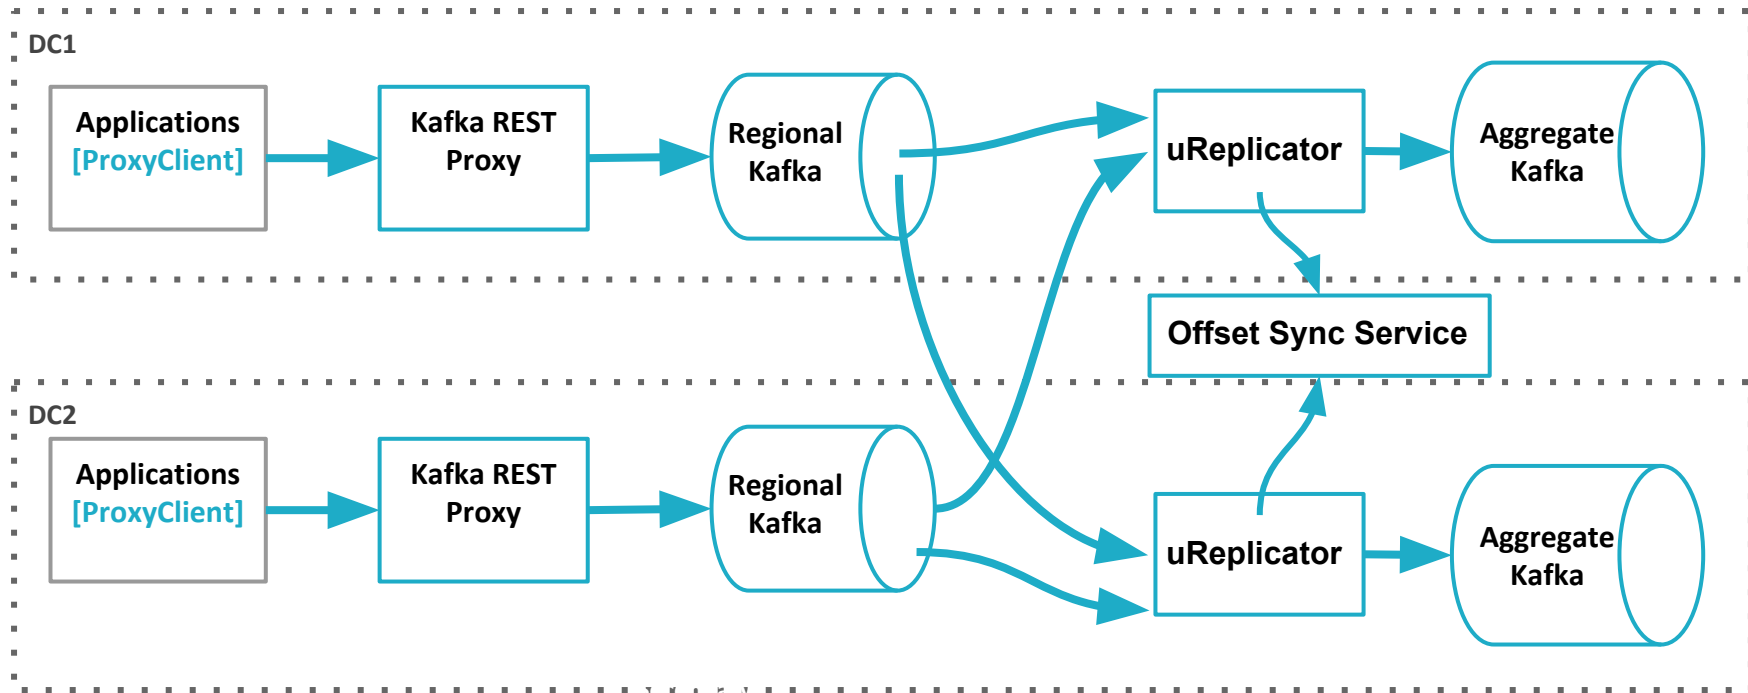 DC1
Applications
[ProxyClient]
Kafka REST
Proxy
Regional
Kafka
uReplicator
Aggregate
Kafka
Offset Sync Service
DC2
Applications
[ProxyClient]
Kafka REST
Proxy
Regional
Kafka
uReplicator
Aggregate
Kafka